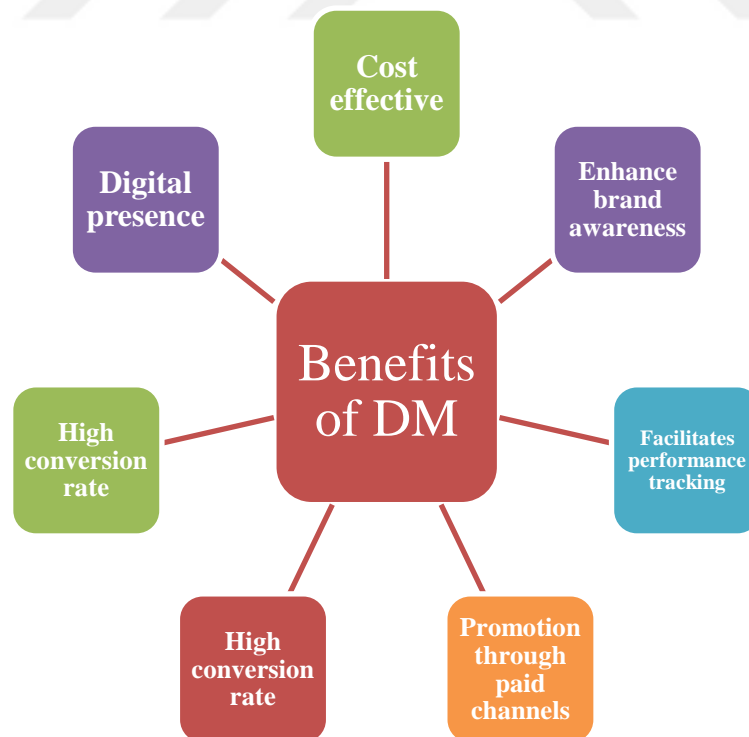 Cost
effective
Digital
presence
Enhance
brand
awareness
Benefits
of DM
High
conversion
rate
Facilitates
performance
tracking
High
conversion
rate
Promotion
through
paid
channels